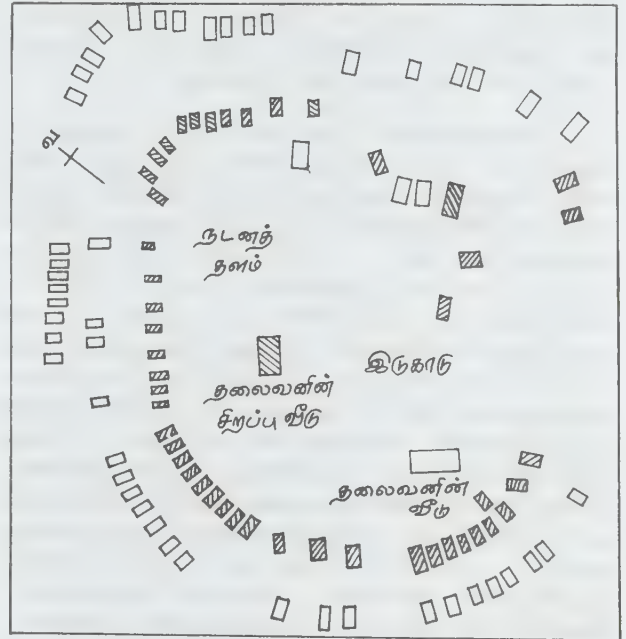 வ
நடனத்
தளம்
இடுகாடு
தலைவனின்
சிறப்பு வீடு
தலைவனின்
வீடு